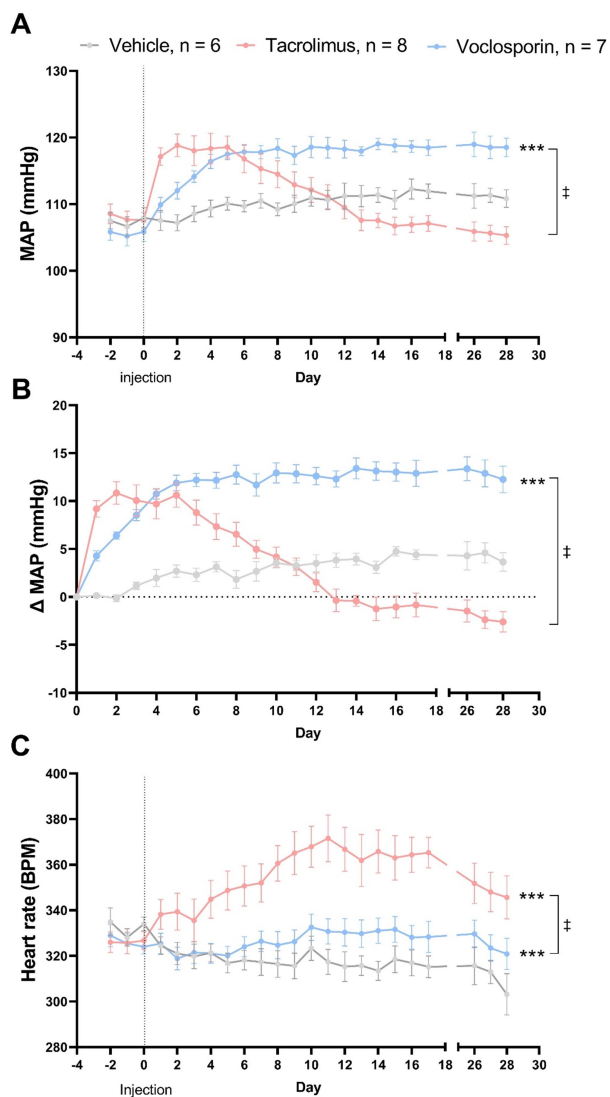 A
Vehicle, n = 6 Tacrolimus, n = 8 Voclosporin, n = 7
MAP (mmHg)
130
120
110
100
90
*** ‡
-4 -2 0 2 4 6 8 10 12 14 16 18 26 28 30
injection Day
B
Δ MAP (mmHg)
20
15
10
5
0
-5
-10
*** ‡
0 2 4 6 8 10 12 14 16 18 26 28 30
Day
C
Heart rate (BPM)
400
380
360
340
320
300
280
***
‡
***
-4 -2 0 2 4 6 8 10 12 14 16 18 26 28 30
Injection Day